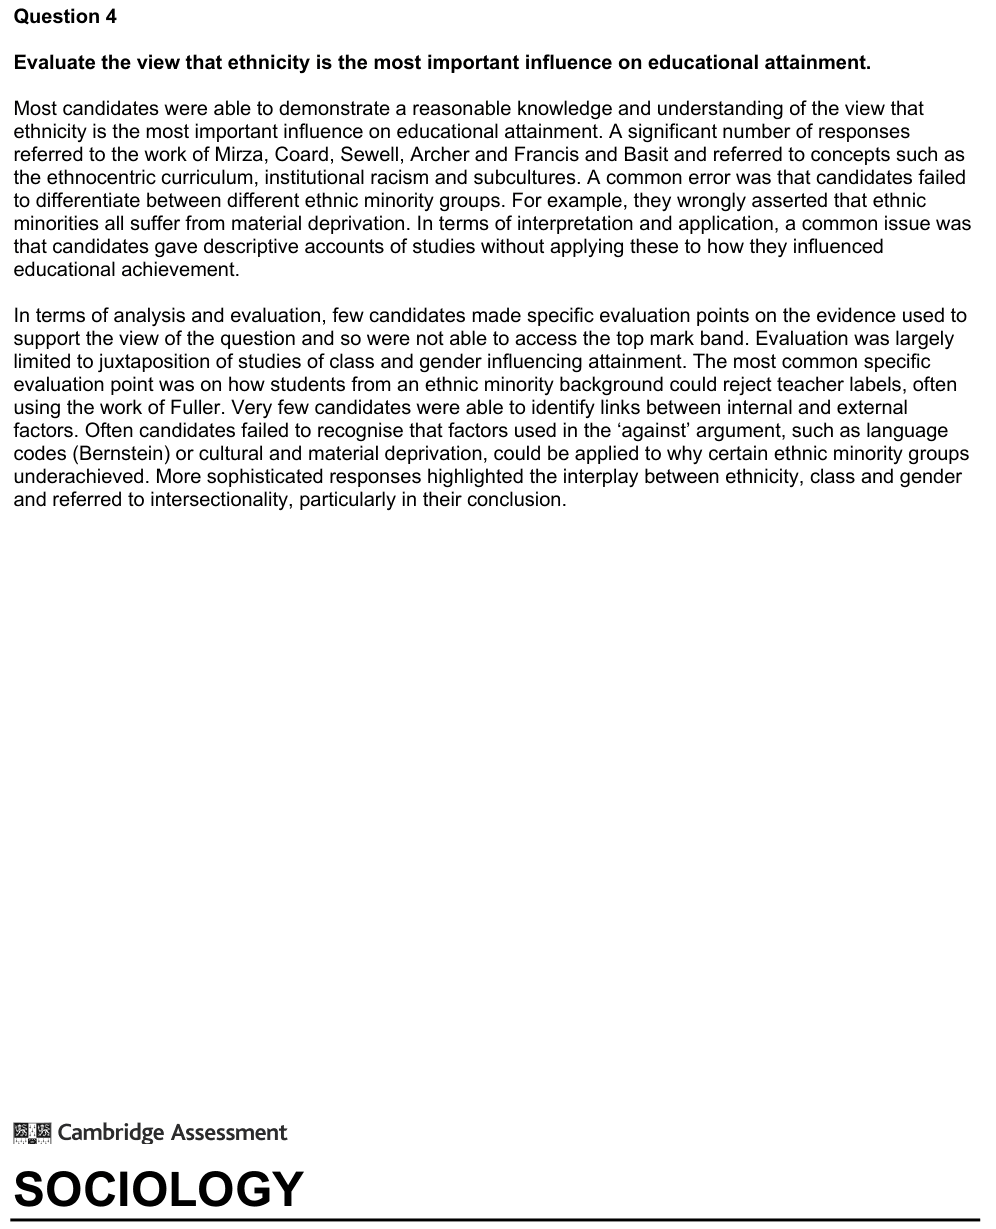 Question 4
Evaluate the view that ethnicity is the most important influence on educational attainment.
Most candidates were able to demonstrate a reasonable knowledge and understanding of the view that
ethnicity is the most important influence on educational attainment. A significant number of responses
referred to the work of Mirza, Coard, Sewell, Archer and Francis and Basit and referred to concepts such as
the ethnocentric curriculum, institutional racism and subcultures. A common error was that candidates failed
to differentiate between different ethnic minority groups. For example, they wrongly asserted that ethnic
minorities all suffer from material deprivation. In terms of interpretation and application, a common issue was
that candidates gave descriptive accounts of studies without applying these to how they influenced
educational achievement.
In terms of analysis and evaluation, few candidates made specific evaluation points on the evidence used to
support the view of the question and so were not able to access the top mark band. Evaluation was largely
limited to juxtaposition of studies of class and gender influencing attainment. The most common specific
evaluation point was on how students from an ethnic minority background could reject teacher labels, often
using the work of Fuller. Very few candidates were able to identify links between internal and external
factors. Often candidates failed to recognise that factors used in the ‘against’ argument, such as language
codes (Bernstein) or cultural and material deprivation, could be applied to why certain ethnic minority groups
underachieved. More sophisticated responses highlighted the interplay between ethnicity, class and gender
and referred to intersectionality, particularly in their conclusion.
Cambridge Assessment
SOCIOLOGY